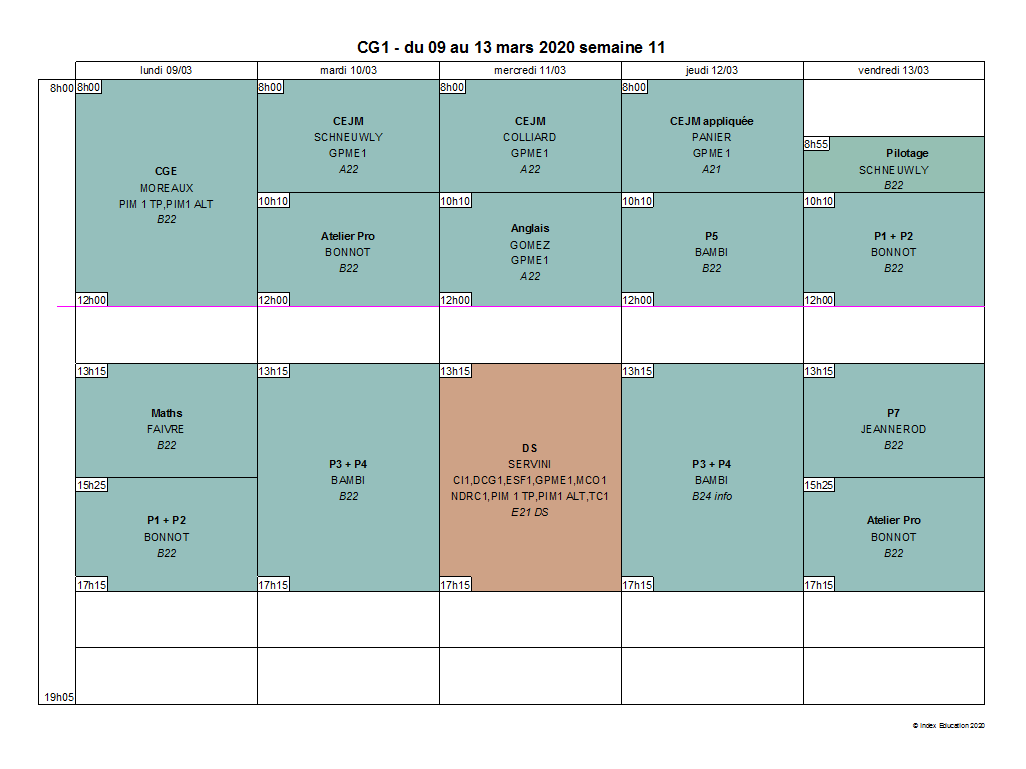 CG1 - du 09 au 13 mars 2020 semaine 11
lundi 09/03
mardi 10/03
mercredi 11/03
jeudi 12/03
vendredi 13/03
8h00
8h00
CGE
MOREAUX
PIM 1 TP,PIM1 ALT
B22
12h00
13h15
Maths
FAIVRE
B22
15h25
P1 + P2
BONNOT
B22
17h15
8h00
CEJM
SCHNEUWLY
GPME1
A22
10h10
Atelier Pro
BONNOT
B22
12h00
13h15
P3 + P4
BAMBI
B22
17h15
8h00
CEJM
COLLIARD
GPME1
A22
10h10
Anglais
GOMEZ
GPME1
A22
12h00
13h15
DS
SERVINI
CI1,DCG1,ESF1,GPME1,MCO1
NDRC1,PIM 1 TP,PIM1 ALT,TC1
E21 DS
17h15
8h00
CEJM appliquée
PANIER
GPME1
A21
10h10
P5
BAMBI
B22
12h00
13h15
P3 + P4
BAMBI
B24 info
17h15
8h55
Pilotage
SCHNEUWLY
B22
10h10
P1 + P2
BONNOT
B22
12h00
13h15
P7
JEANNEROD
B22
15h25
Atelier Pro
BONNOT
B22
17h15
19h05
© Index Education 2020